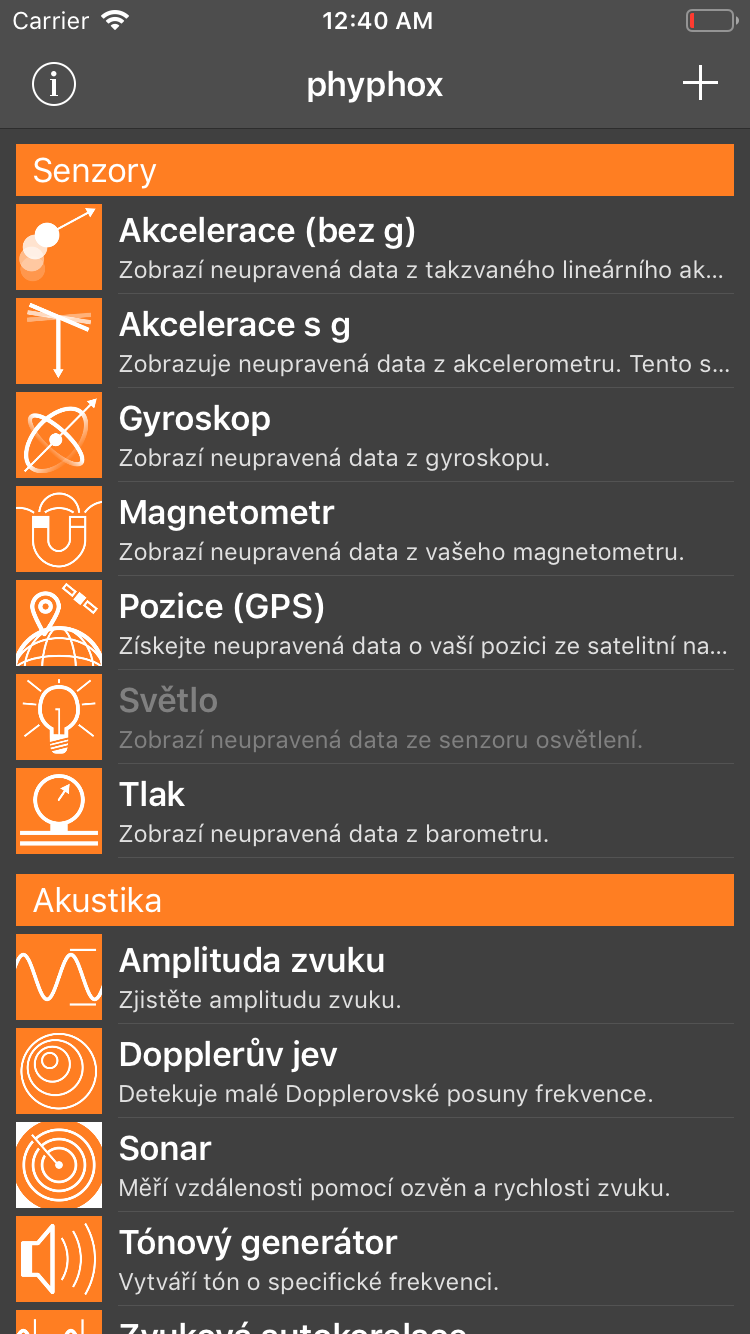 Carrier 12:40 AM
phyphox
Senzory
Akcelerace (bez g)
Zobrazí neupravená data z takzvaného lineárního ak...
Akcelerace s g
Zobrazuje neupravená data z akcelerometru. Tento s...
Gyroskop
Zobrazí neupravená data z gyroskopu.
Magnetometr
Zobrazí neupravená data z vašeho magnetometru.
Pozice (GPS)
Získejte neupravená data o vaší pozici ze satelitní na...
Světlo
Zobrazí neupravená data ze senzoru osvětlení.
Tlak
Zobrazí neupravená data z barometru.
Akustika
Amplituda zvuku
Zjistěte amplitudu zvuku.
Dopplerův jev
Detekuje malé Dopplerovské posuny frekvence.
Sonar
Měří vzdálenosti pomocí ozvěn a rychlosti zvuku.
Tónový generátor
Vytváří tón o specifické frekvenci.
Zvuková autokorelace